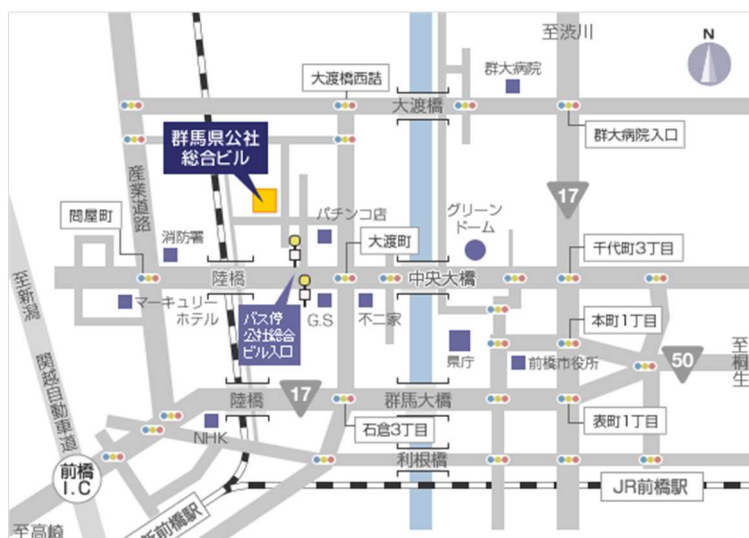 至渋川
N
群大病院
大渡橋西詰
大渡橋
群馬県公社
総合ビル
群大病院入口
産業道路
17
問屋町
消防署
パチンコ店
グリーン
ドーム
大渡町
千代町3丁目
陸橋
中央大橋
至新潟
マーキュリー
ホテル
バス停
公社総合
ビル入口
G.S
不二家
本町1丁目
県庁
前橋市役所
至桐生
50
関越自動車道
陸橋
17
群馬大橋
NHK
石倉3丁目
表町1丁目
利根橋
前橋
I.C
JR前橋駅
新前橋駅
至高崎